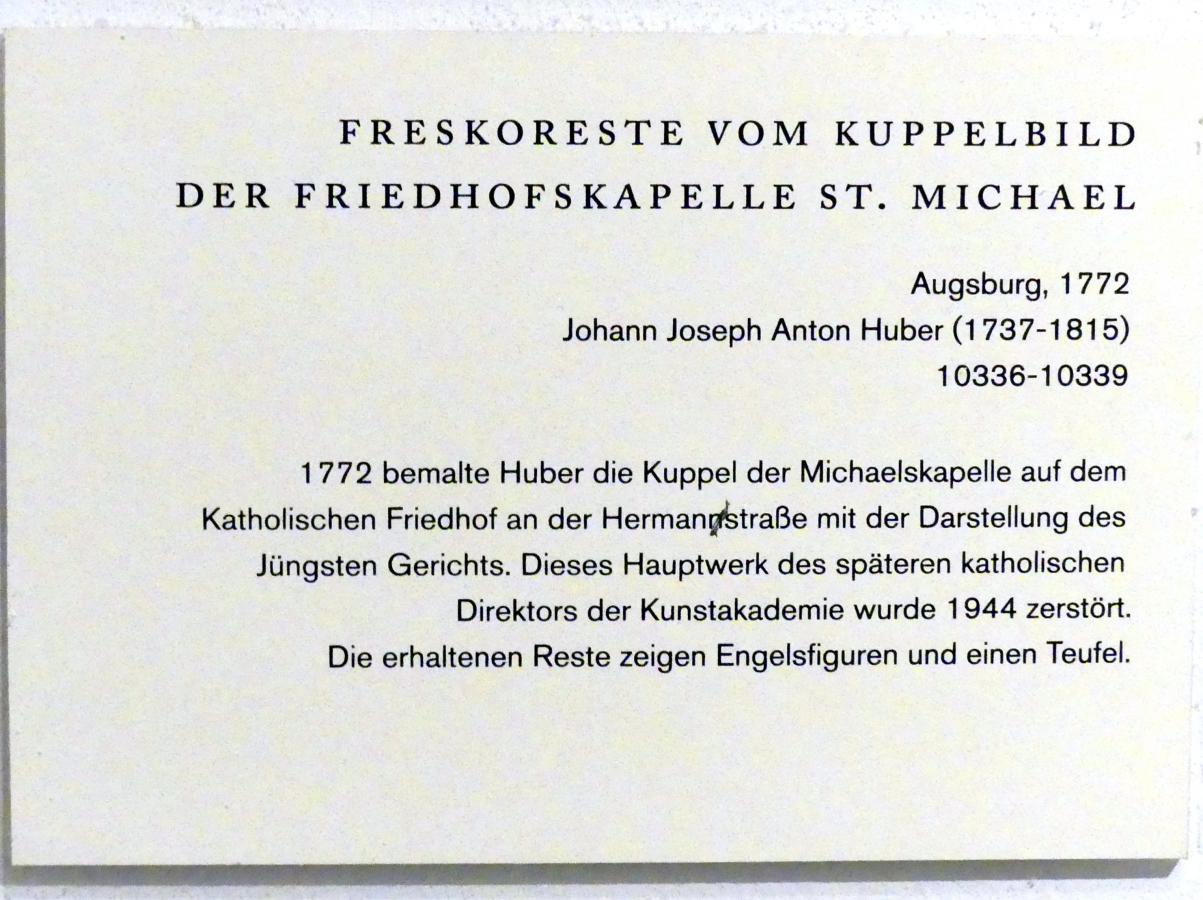 FRESKORESTE VOM KUPPELBILD
DER FRIEDHOFSKAPELLE ST. MICHAEL
Augsburg, 1772
Johann Joseph Anton Huber (1737-1815)
10336-10339
1772 bemalte Huber die Kuppel der Michaelskapelle auf dem
Katholischen Friedhof an der Hermannstraße mit der Darstellung des
Jüngsten Gerichts. Dieses Hauptwerk des späteren katholischen
Direktors der Kunstakademie wurde 1944 zerstört.
Die erhaltenen Reste zeigen Engelsfiguren und einen Teufel.